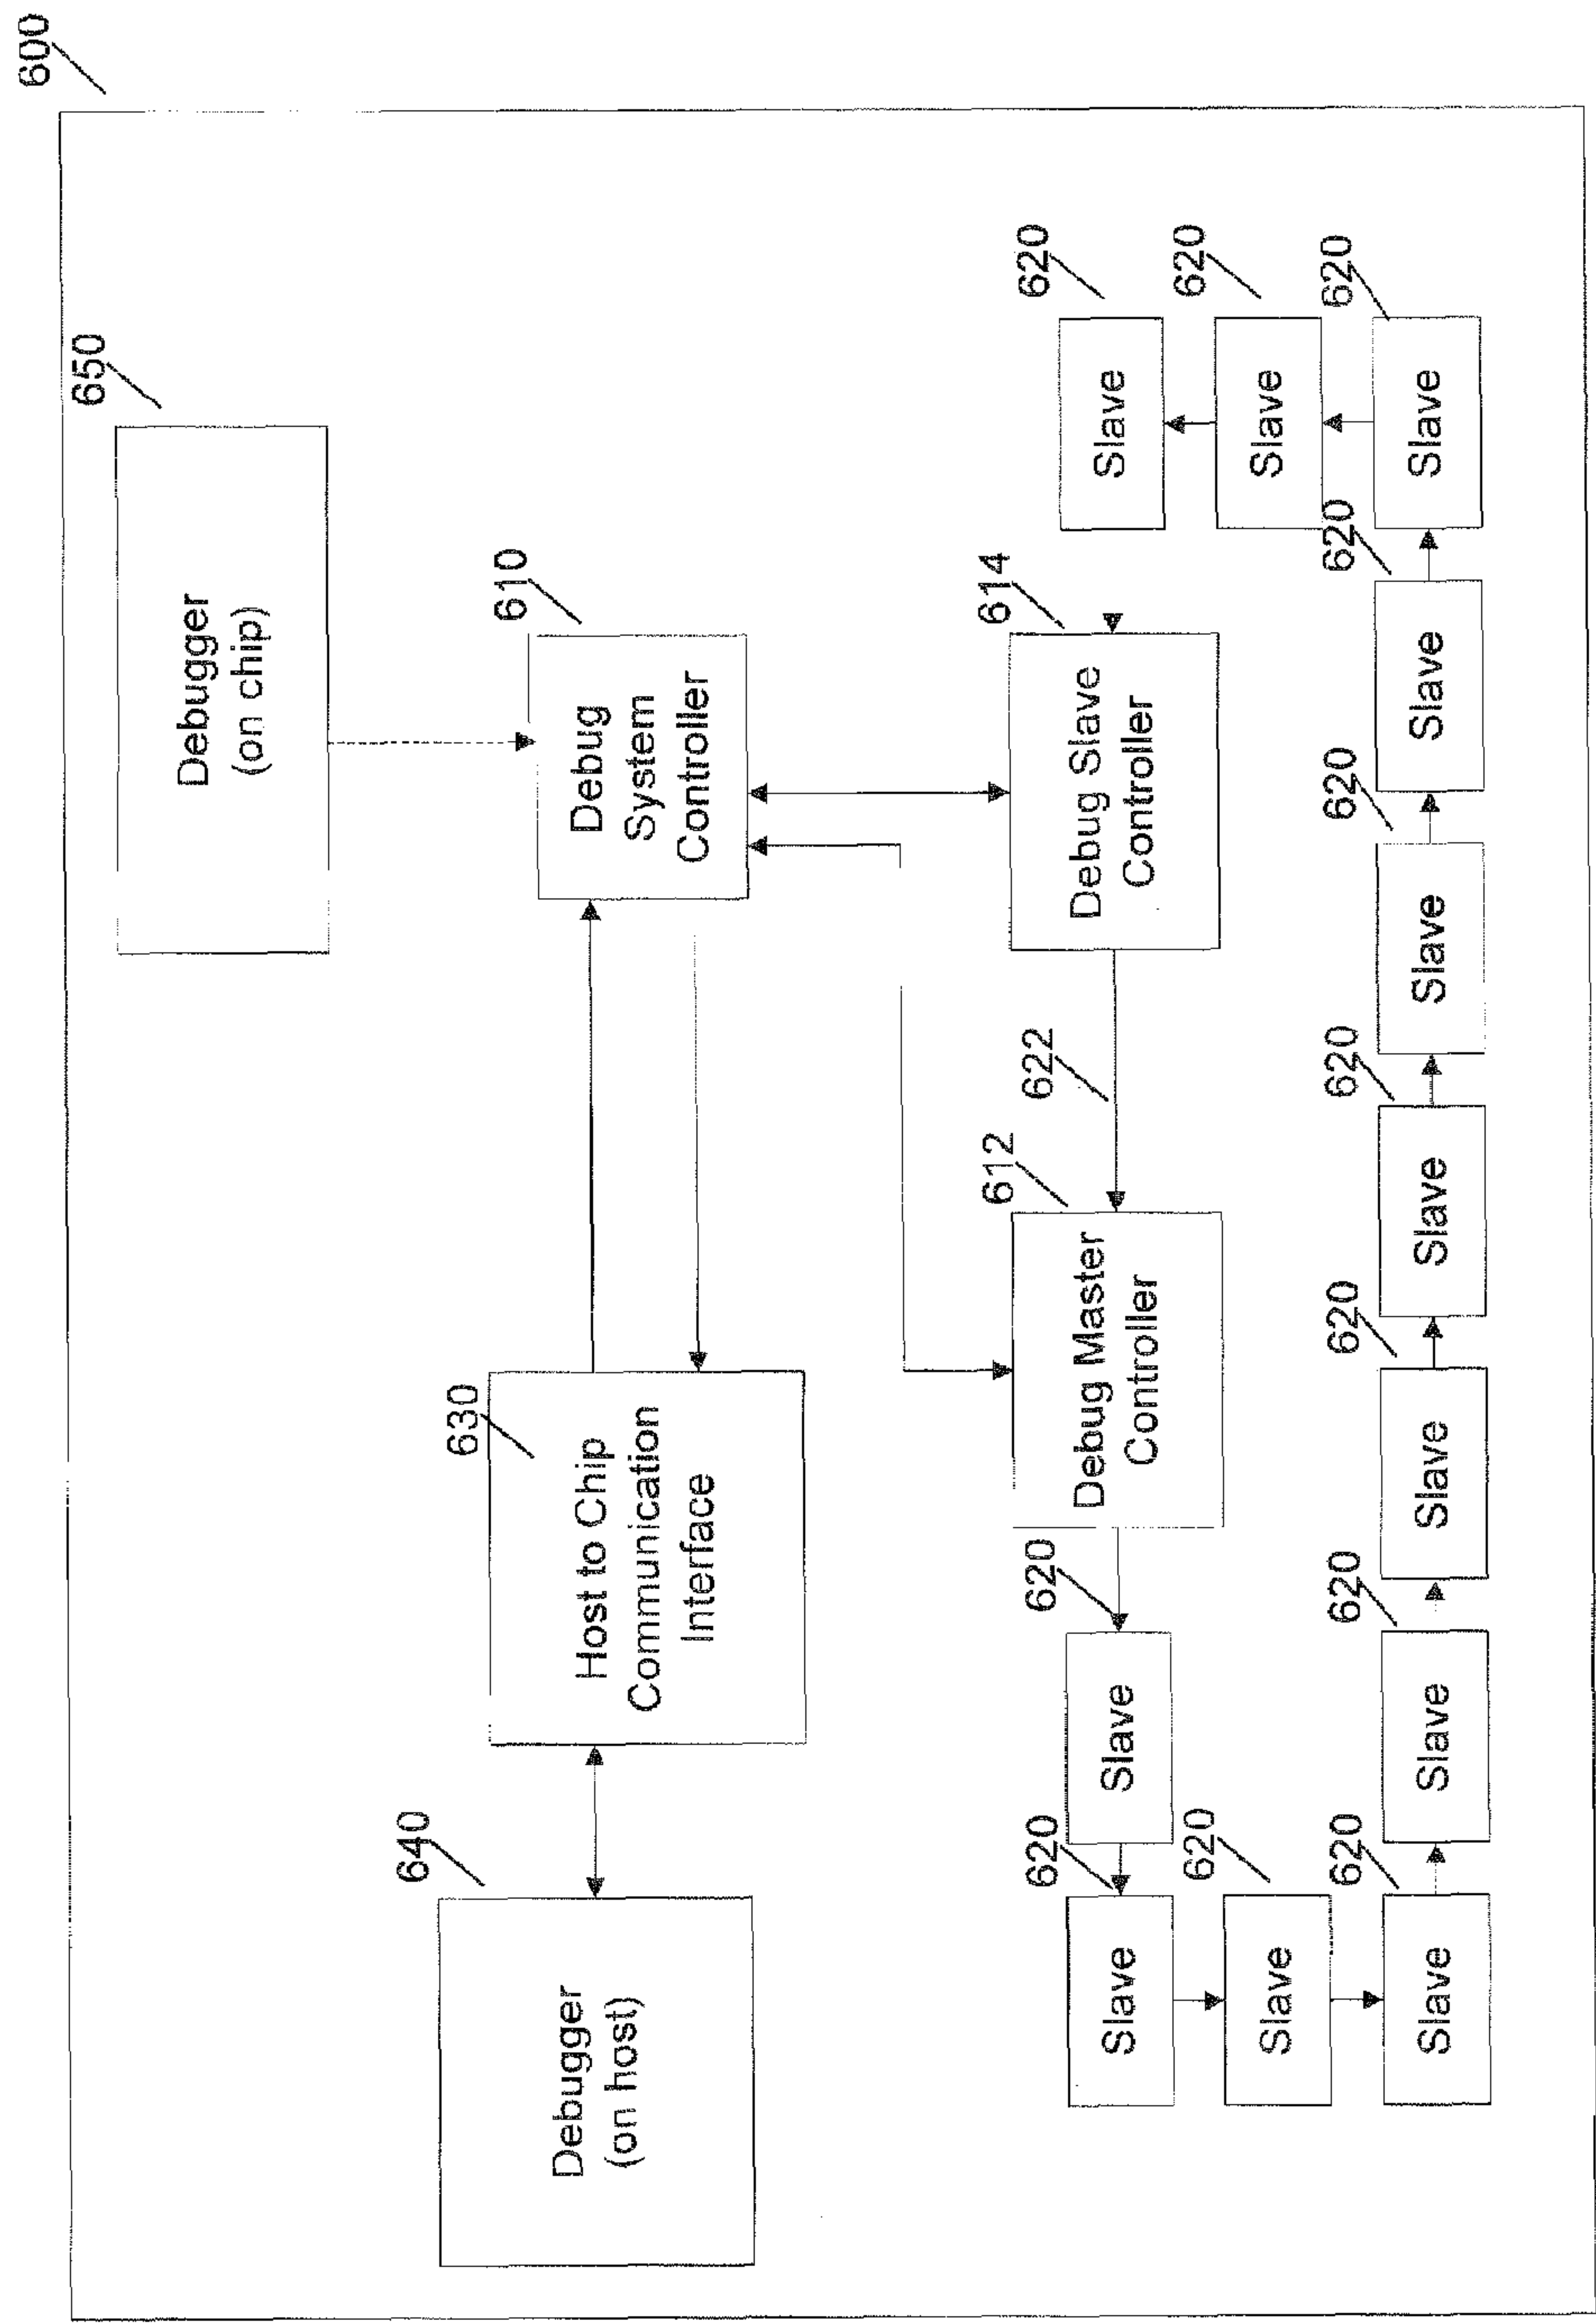 600
650
Debugger
(on chip)
610
Debug
System
Controller
630
Host to Chip
Communication
Interface
640
Debugger
(on host)
614
Debug Slave
Controller
622
612
Debug Master
Controller
620
Slave
620
Slave
620
Slave
620
Slave
620
Slave
620
Slave
620
Slave
620
Slave
620
Slave
620
Slave
620
Slave
620
Slave